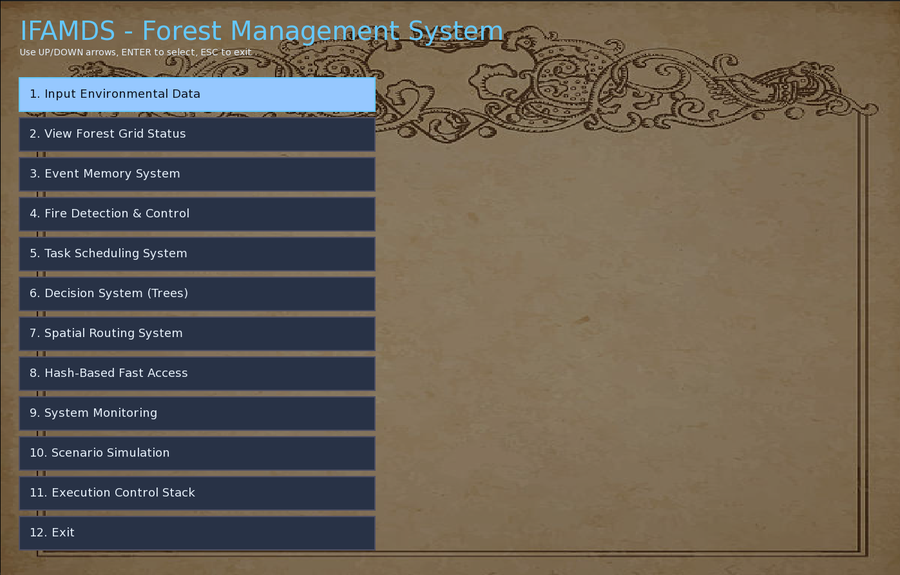 IFAMDS - Forest Management System
Use UP/DOWN arrows, ENTER to select, ESC to exit
1. Input Environmental Data
2. View Forest Grid Status
3. Event Memory System
4. Fire Detection & Control
5. Task Scheduling System
6. Decision System (Trees)
7. Spatial Routing System
8. Hash-Based Fast Access
9. System Monitoring
10. Scenario Simulation
11. Execution Control Stack
12. Exit